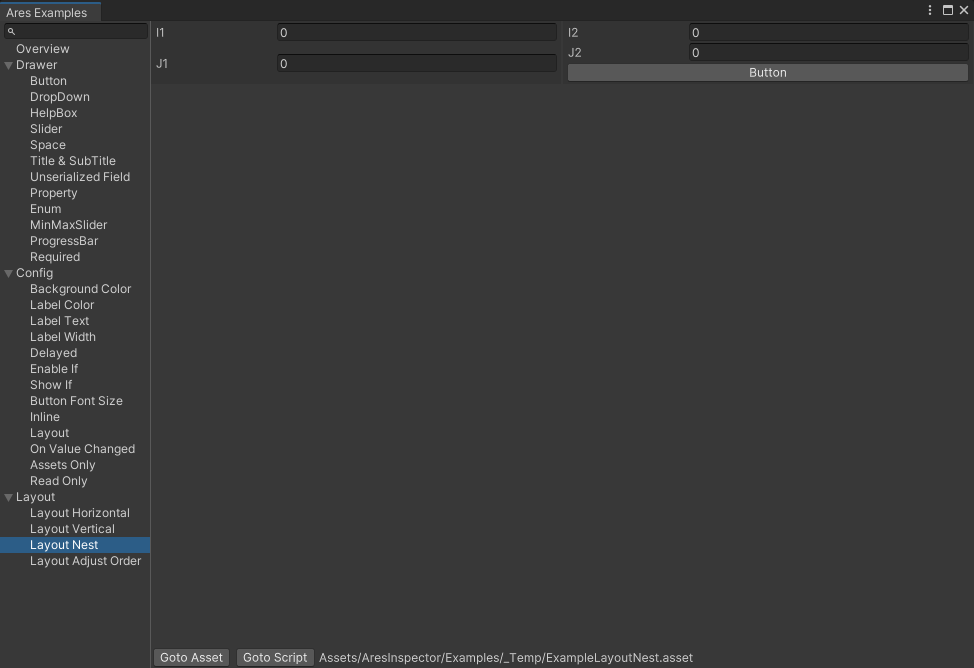 Ares Examples
Overview
Drawer
Button
DropDown
HelpBox
Slider
Space
Title & SubTitle
Unserialized Field
Property
Enum
MinMaxSlider
ProgressBar
Required
Config
Background Color
Label Color
Label Text
Label Width
Delayed
Enable If
Show If
Button Font Size
Inline
Layout
On Value Changed
Assets Only
Read Only
Layout
Layout Horizontal
Layout Vertical
Layout Nest
Layout Adjust Order
I1 0
J1 0
I2 0
J2 0
Button
Goto Asset Goto Script Assets/AresInspector/Examples/_Temp/ExampleLayoutNest.asset